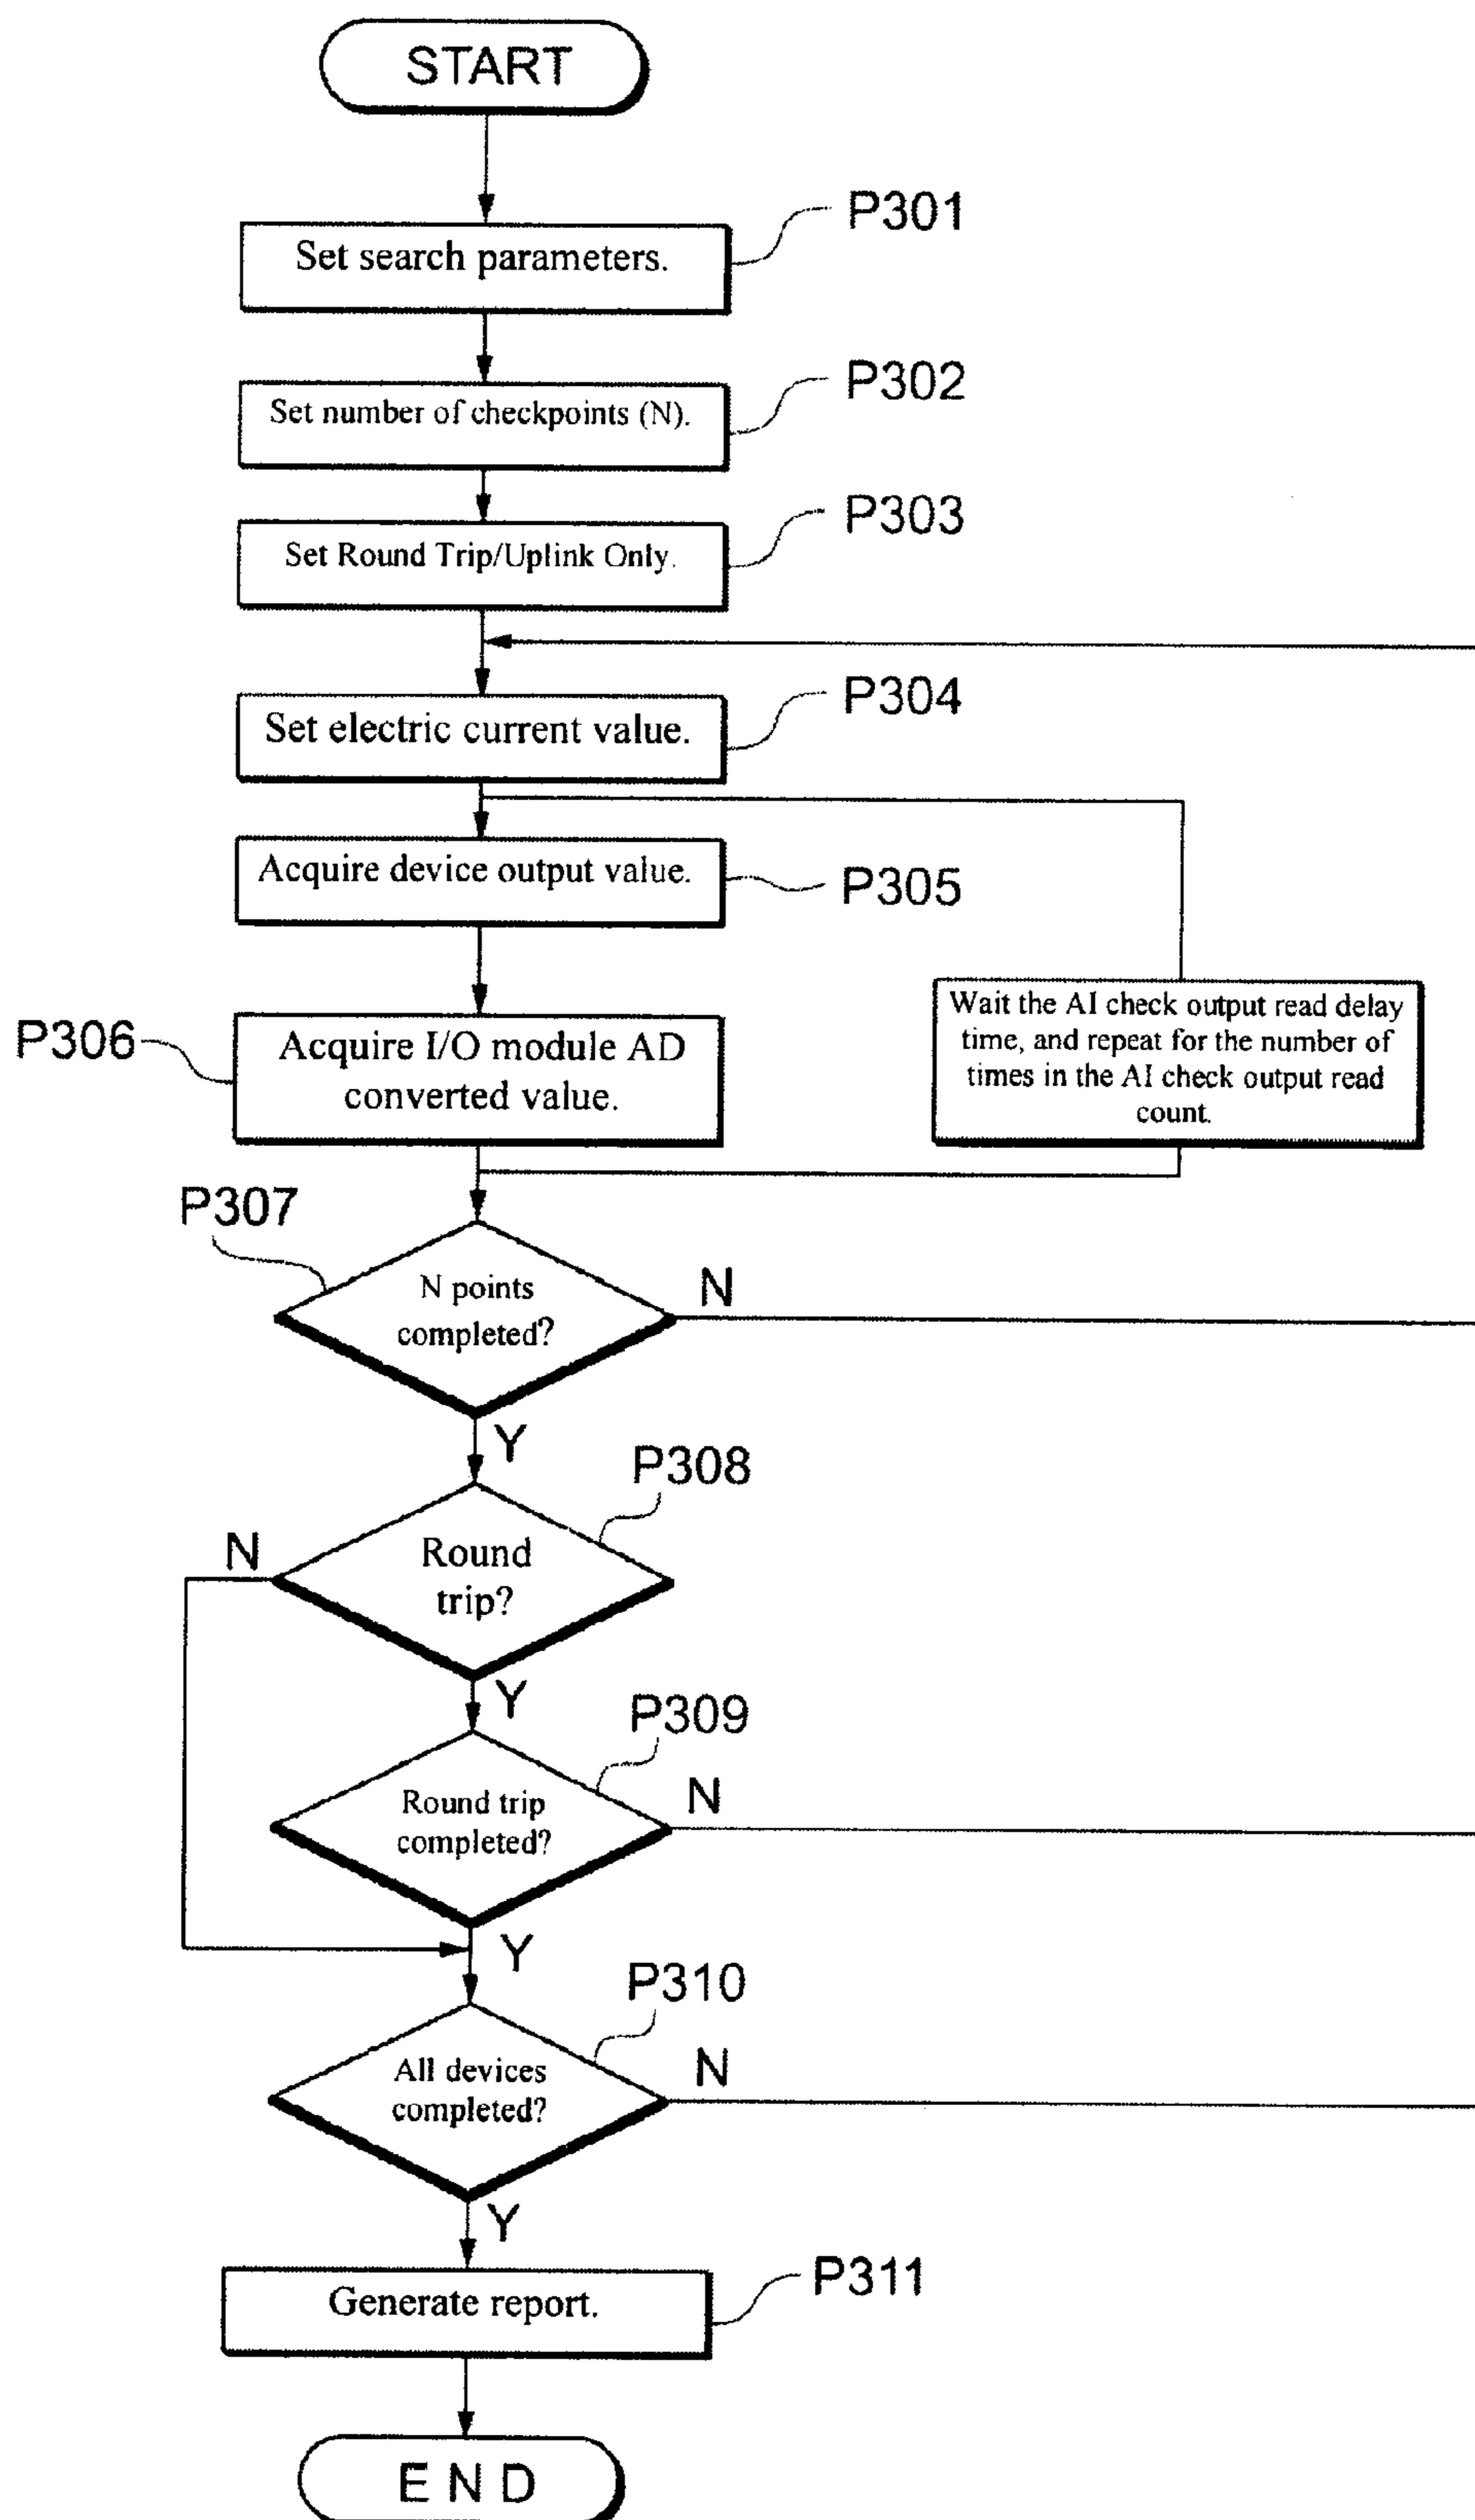 START
P301
Set search parameters.
P302
Set number of checkpoints (N).
P303
Set Round Trip/Uplink Only.
P304
Set electric current value.
Acquire device output value.
P305
P306
Acquire I/O module AD
converted value.
Wait the AI check output read delay
time, and repeat for the number of
times in the AI check output read
count.
P307
N points
completed?
N
Y
P308
N
Round
trip?
Y
P309
Round trip
completed?
N
Y
P310
All devices
completed?
N
Y
P311
Generate report.
E N D